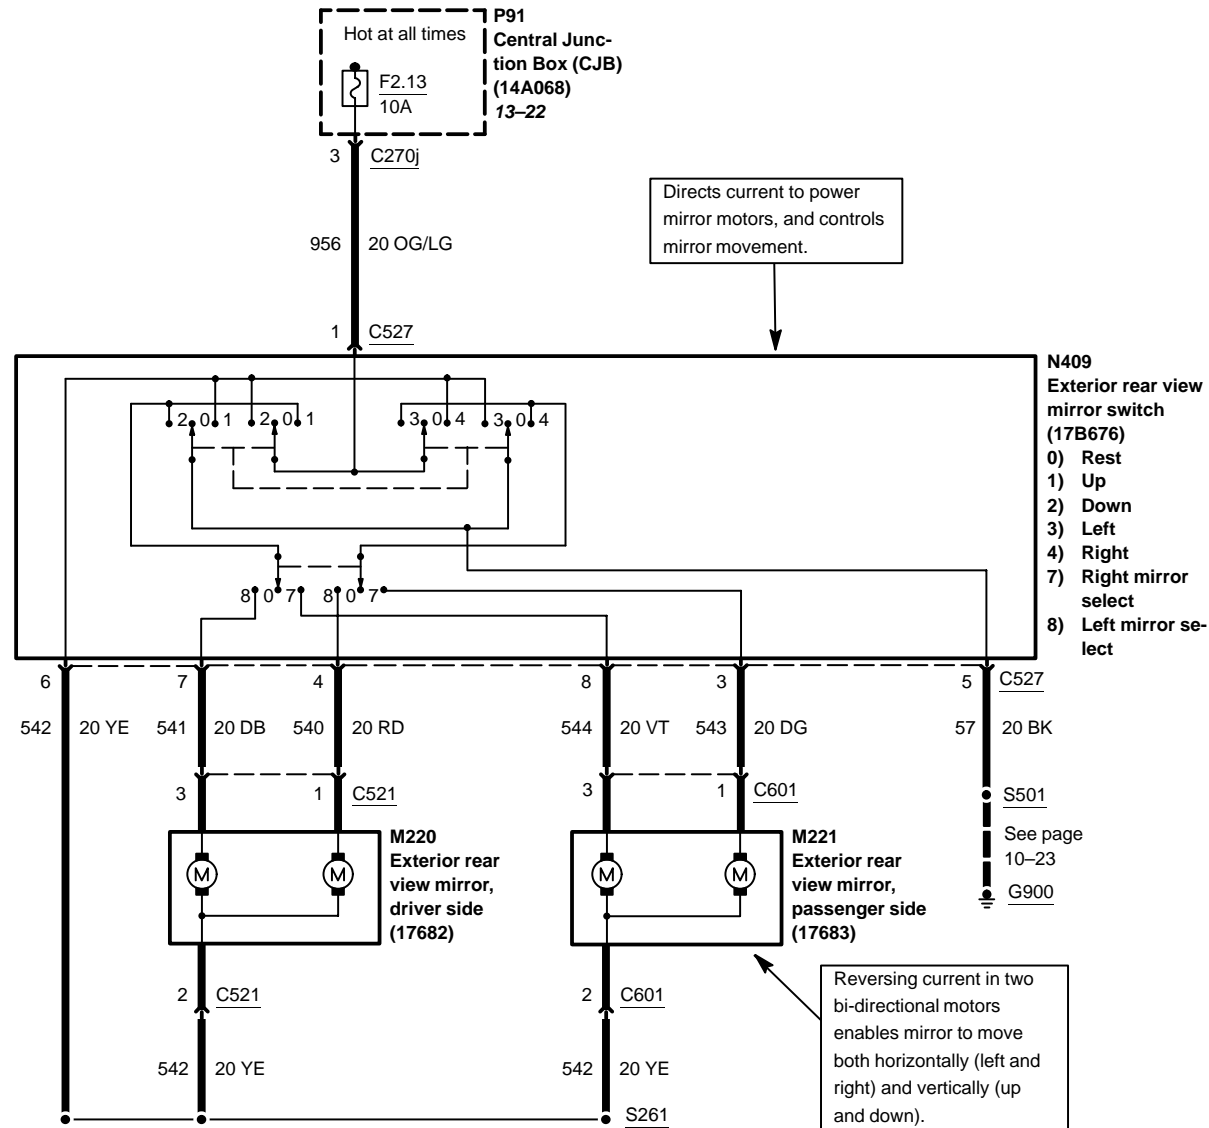 Hot at all times
F2.13
10A
P91
Central Junc-
tion Box (CJB)
(14A068)
13–22
3 C270j
956 20 OG/LG
1 C527
Directs current to power
mirror motors, and controls
mirror movement.
N409
Exterior rear view
mirror switch
(17B676)
0) Rest
1) Up
2) Down
3) Left
4) Right
7) Right mirror
select
8) Left mirror se-
lect
2 0 1 2 0 1 3 0 4 3 0 4
8 0 7 8 0 7
6 7 4 8 3 5 C527
542 20 YE 541 20 DB 540 20 RD 544 20 VT 543 20 DG 57 20 BK
3 1 C521 3 1 C601
S501
See page
10–23
G900
M M
M220
Exterior rear
view mirror,
driver side
(17682)
M M
M221
Exterior rear
view mirror,
passenger side
(17683)
2 C521 2 C601
542 20 YE 542 20 YE
S261
Reversing current in two
bi-directional motors
enables mirror to move
both horizontally (left and
right) and vertically (up
and down).